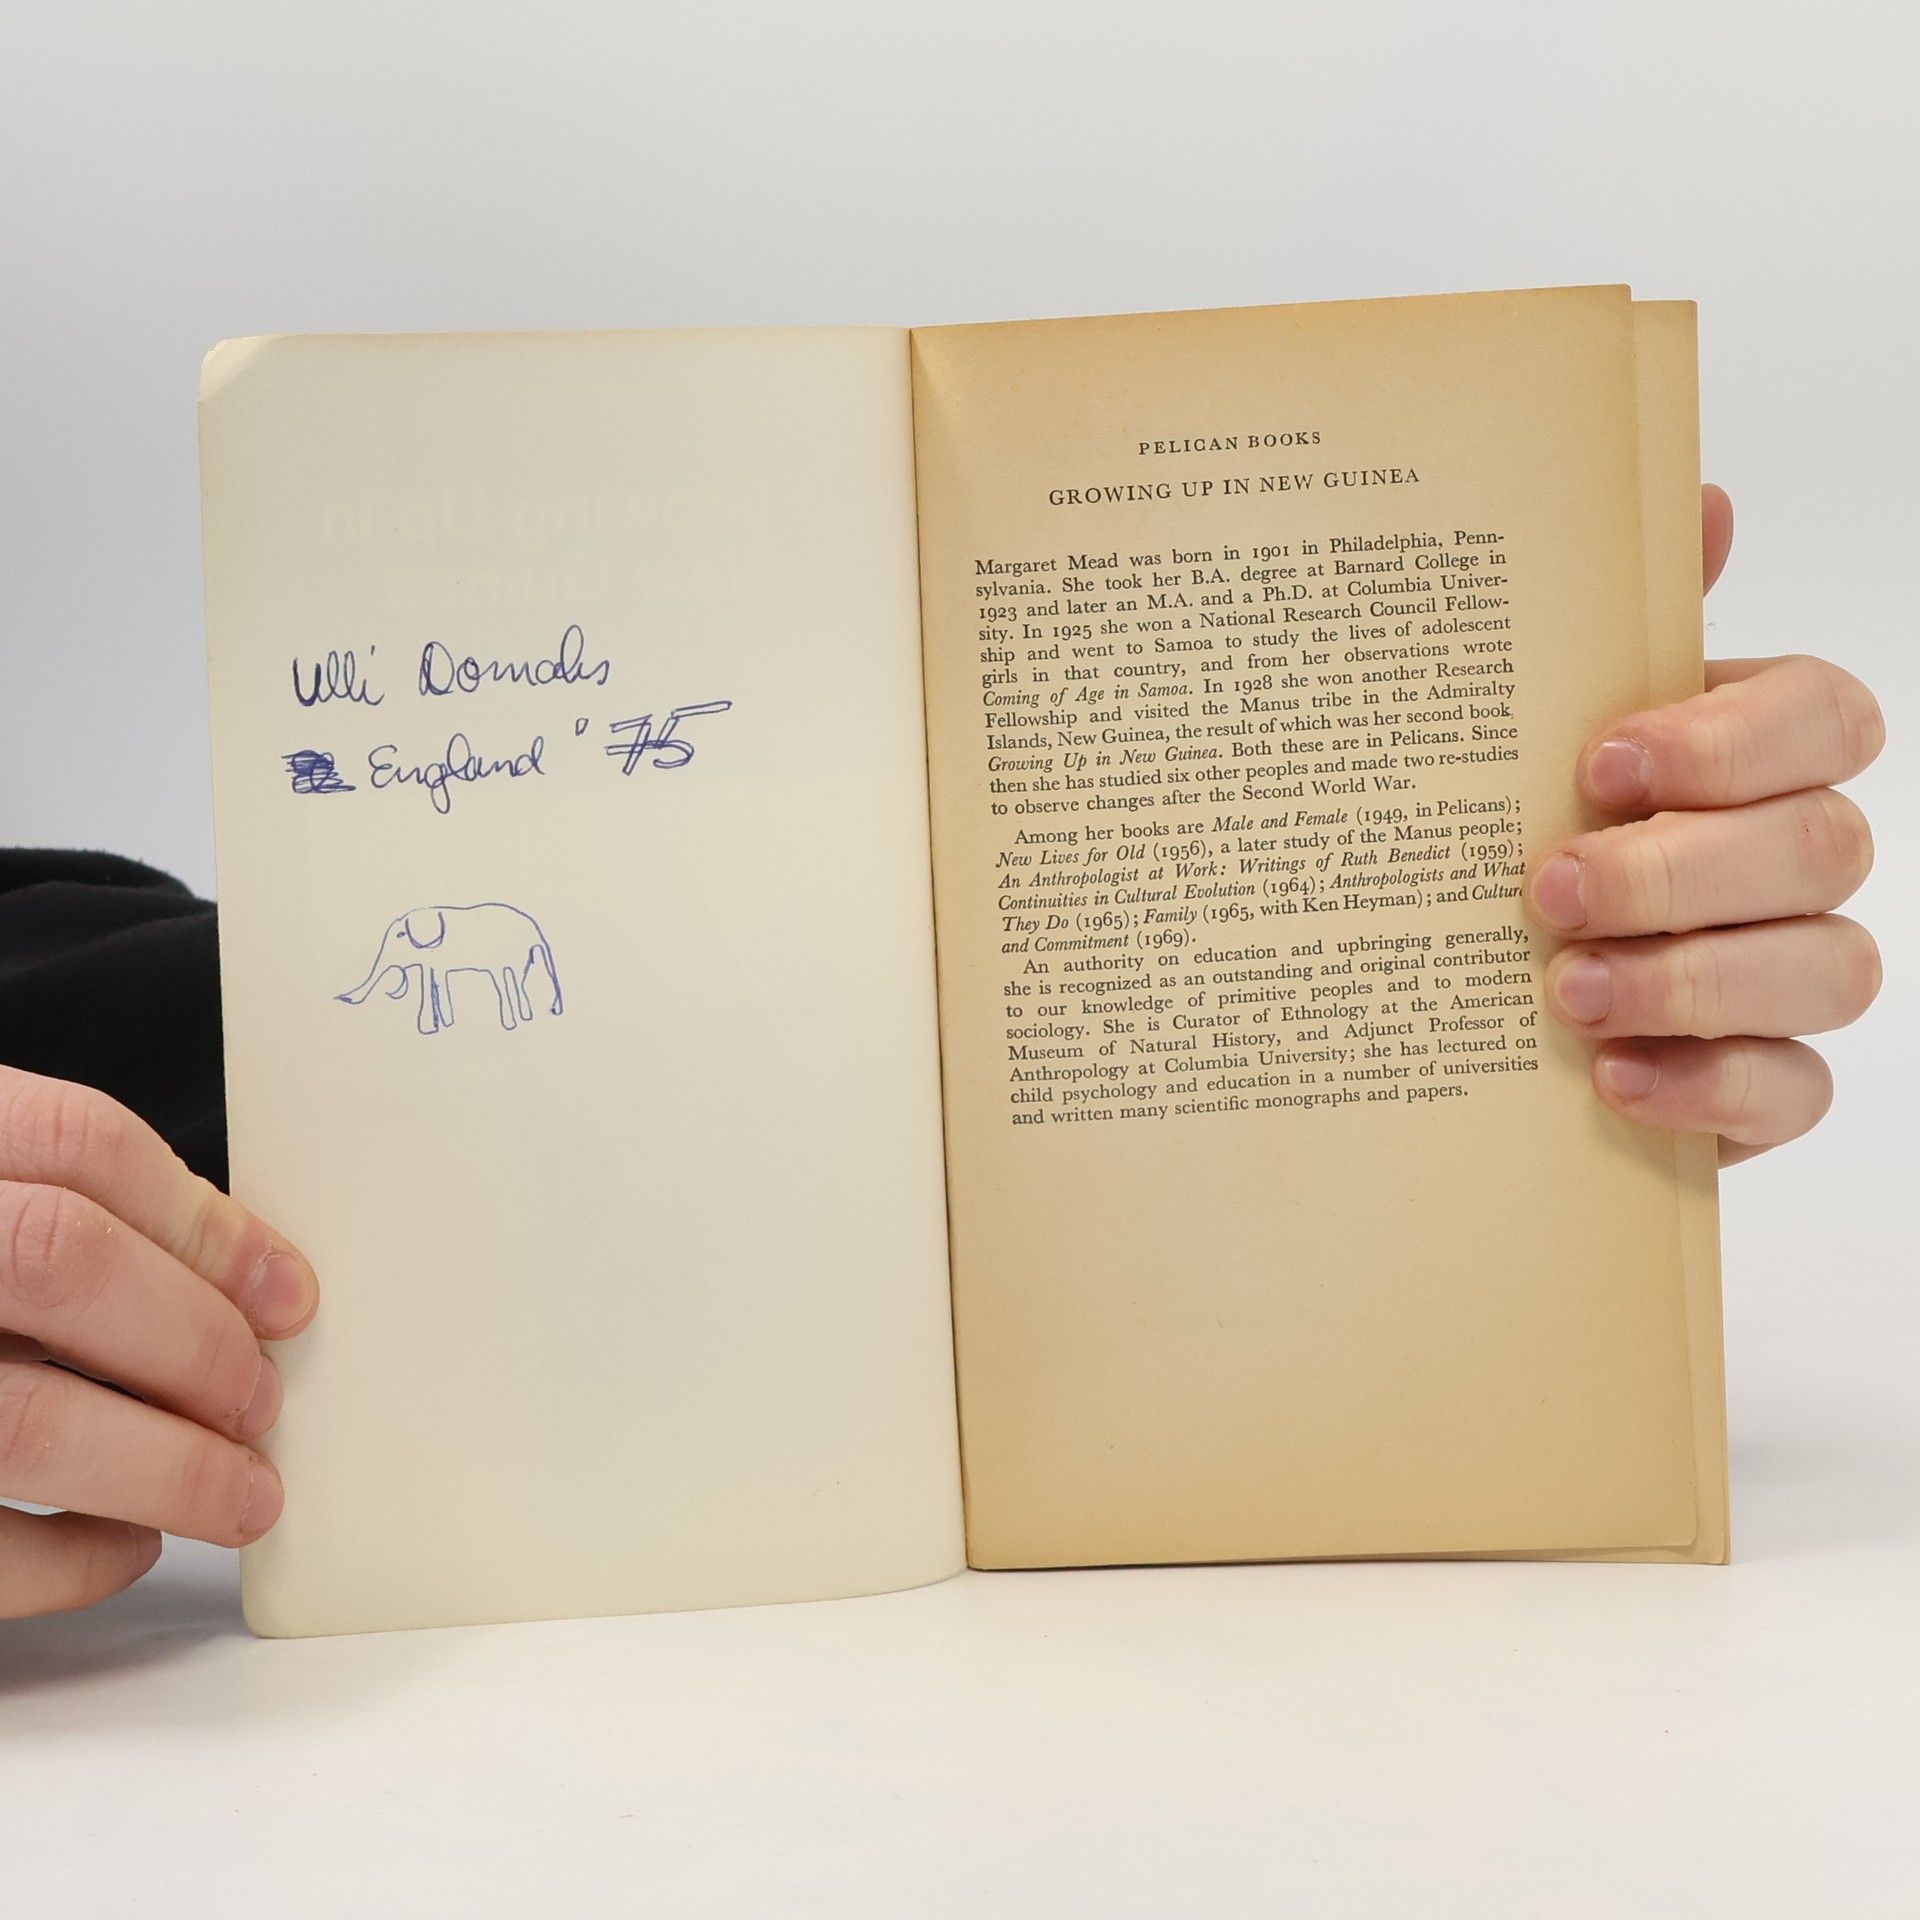 Ulli Domahs
England '75
PELICAN BOOKS
GROWING UP IN NEW GUINEA
Margaret Mead was born in 1901 in Philadelphia, Penn-
sylvania. She took her B.A. degree at Barnard College in
1923 and later an M.A. and a Ph.D. at Columbia Univer-
sity. In 1925 she won a National Research Council Fellow-
ship and went to Samoa to study the lives of adolescent
girls in that country, and from her observations wrote
Coming of Age in Samoa. In 1928 she won another Research
Fellowship and visited the Manus tribe in the Admiralty
Islands, New Guinea, the result of which was her second book,
Growing Up in New Guinea. Both these are in Pelicans. Since
then she has studied six other peoples and made two re-studies
to observe changes after the Second World War.
Among her books are Male and Female (1949, in Pelicans);
New Lives for Old (1956), a later study of the Manus people;
An Anthropologist at Work: Writings of Ruth Benedict (1959);
Continuities in Cultural Evolution (1964); Anthropologists and What
They Do (1965); Family (1965, with Ken Heyman); and Culture
and Commitment (1969).
An authority on education and upbringing generally,
she is recognized as an outstanding and original contributor
to our knowledge of primitive peoples and to modern
sociology. She is Curator of Ethnology at the American
Museum of Natural History, and Adjunct Professor of
Anthropology at Columbia University; she has lectured on
child psychology and education in a number of universities
and written many scientific monographs and papers.